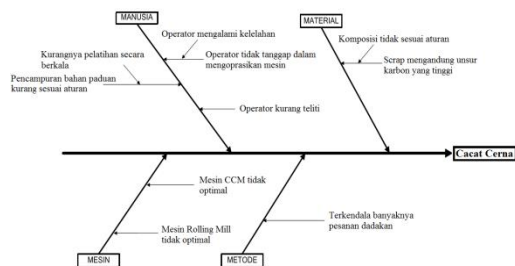 MANUSIA
MATERIAL
Operator mengalami kelelahan
Komposisi tidak sesuai aturan
Kurangnya pelatihan secara
berkala
Operator tidak tanggap dalam
mengoprasikan mesin
Scrap mengandung unsur
karbon yang tinggi
Pencampuran bahan paduan
kurang sesuai aturan
Operator kurang teliti
Cacat Cerna
Mesin CCM tidak
optimal
Terkendala banyaknya
pesanan dadakan
Mesin Rolling Mill
tidak optimal
MESIN
METODE